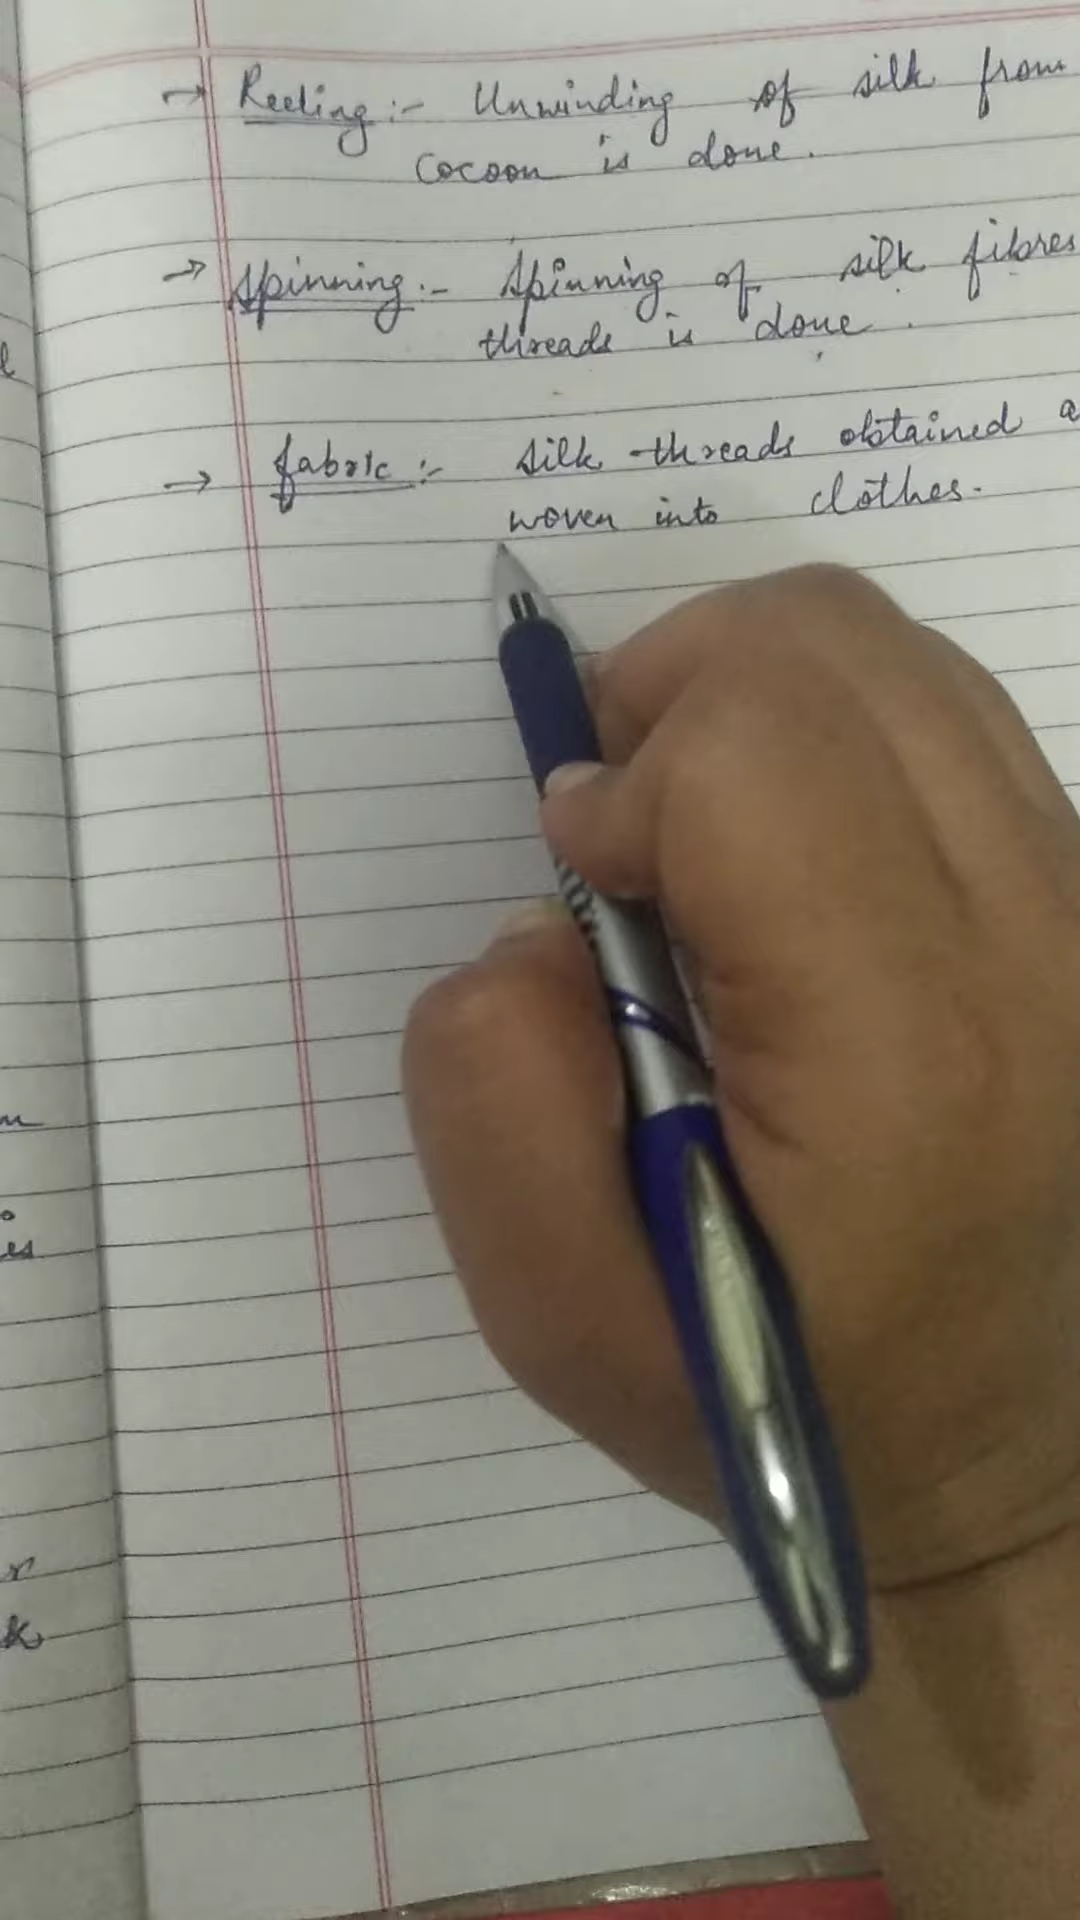 → Reeling :- Unwinding of silk from
cocoon is done.
→ Spinning :- Spinning of silk fibres
threads is done.
→ fabric :- silk threads obtained a
woven into clothes.